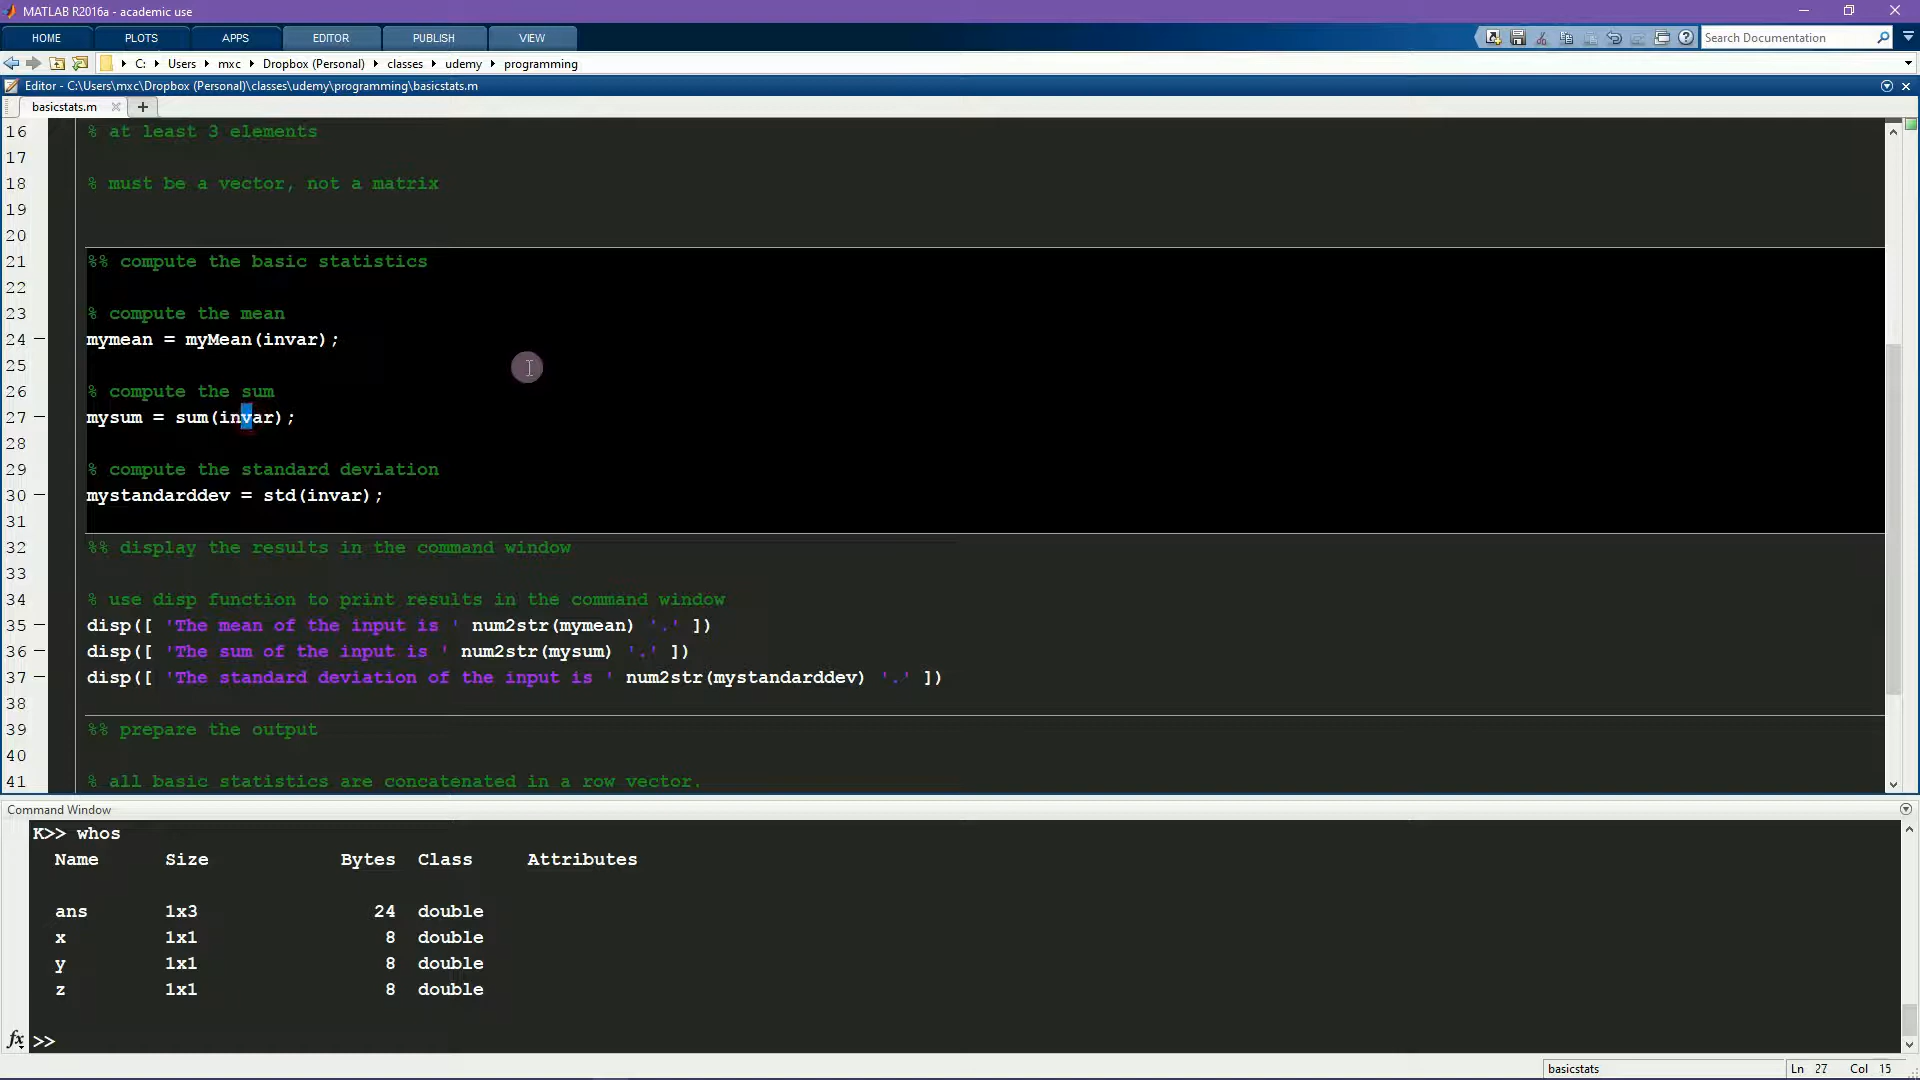 MATLAB R2016a - academic use
HOME PLOTS APPS EDITOR PUBLISH VIEW Search Documentation
C: Users mxc Dropbox (Personal) classes udemy programming
Editor - C:\Users\mxc\Dropbox (Personal)\classes\udemy\programming\basicstats.m
basicstats.m
16 % at least 3 elements
17
18 % must be a vector, not a matrix
19
20
21 %% compute the basic statistics
22
23 % compute the mean
24 mymean = myMean(invar);
25
26 % compute the sum
27 mysum = sum(invar);
28
29 % compute the standard deviation
30 mystandarddev = std(invar);
31
32 %% display the results in the command window
33
34 % use disp function to print results in the command window
35 disp([ 'The mean of the input is ' num2str(mymean) '.' ])
36 disp([ 'The sum of the input is ' num2str(mysum) '.' ])
37 disp([ 'The standard deviation of the input is ' num2str(mystandarddev) '.' ])
38
39 %% prepare the output
40
41 % all basic statistics are concatenated in a row vector.
Command Window
K>> whos
Name Size Bytes Class Attributes
ans 1x3 24 double
x 1x1 8 double
y 1x1 8 double
z 1x1 8 double
fx >>
basicstats Ln 27 Col 15